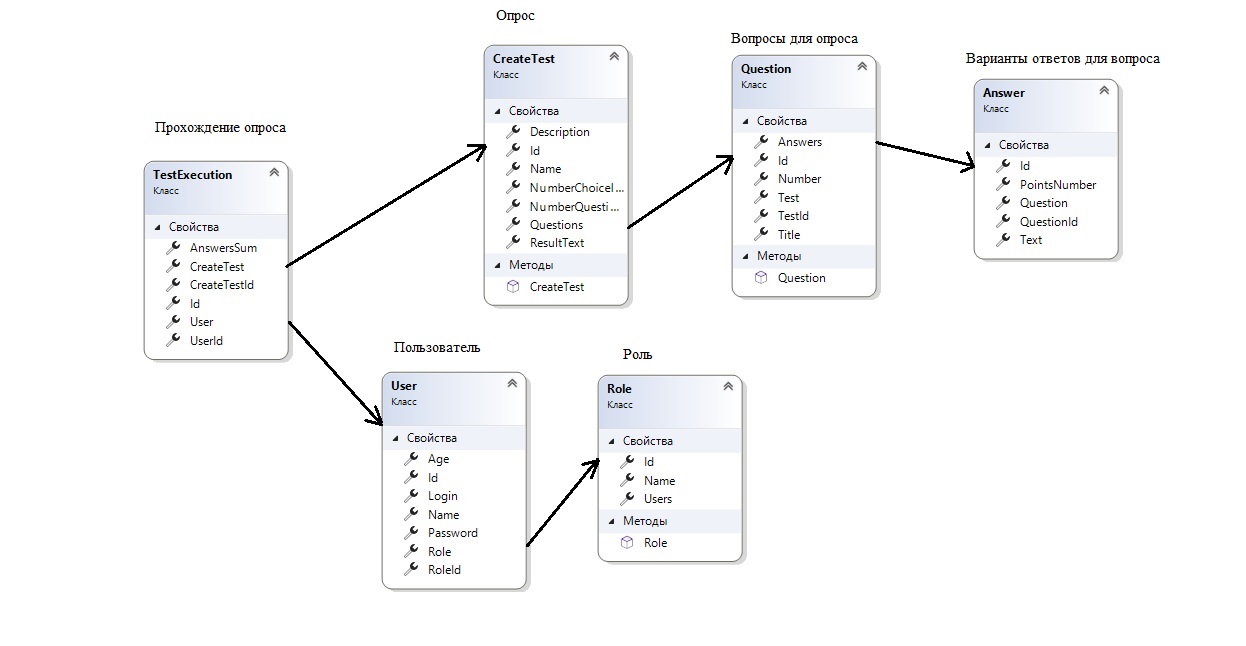 Прохождение опроса
TestExecution
Класс
Свойства
AnswersSum
CreateTest
CreateTestId
Id
User
UserId
Опрос
CreateTest
Класс
Свойства
Description
Id
Name
NumberChoiceI...
NumberQuesti...
Questions
ResultText
Методы
CreateTest
Вопросы для опроса
Question
Класс
Свойства
Answers
Id
Number
Test
TestId
Title
Методы
Question
Варианты ответов для вопроса
Answer
Класс
Свойства
Id
PointsNumber
Question
QuestionId
Text
Пользователь
User
Класс
Свойства
Age
Id
Login
Name
Password
Role
RoleId
Роль
Role
Класс
Свойства
Id
Name
Users
Методы
Role